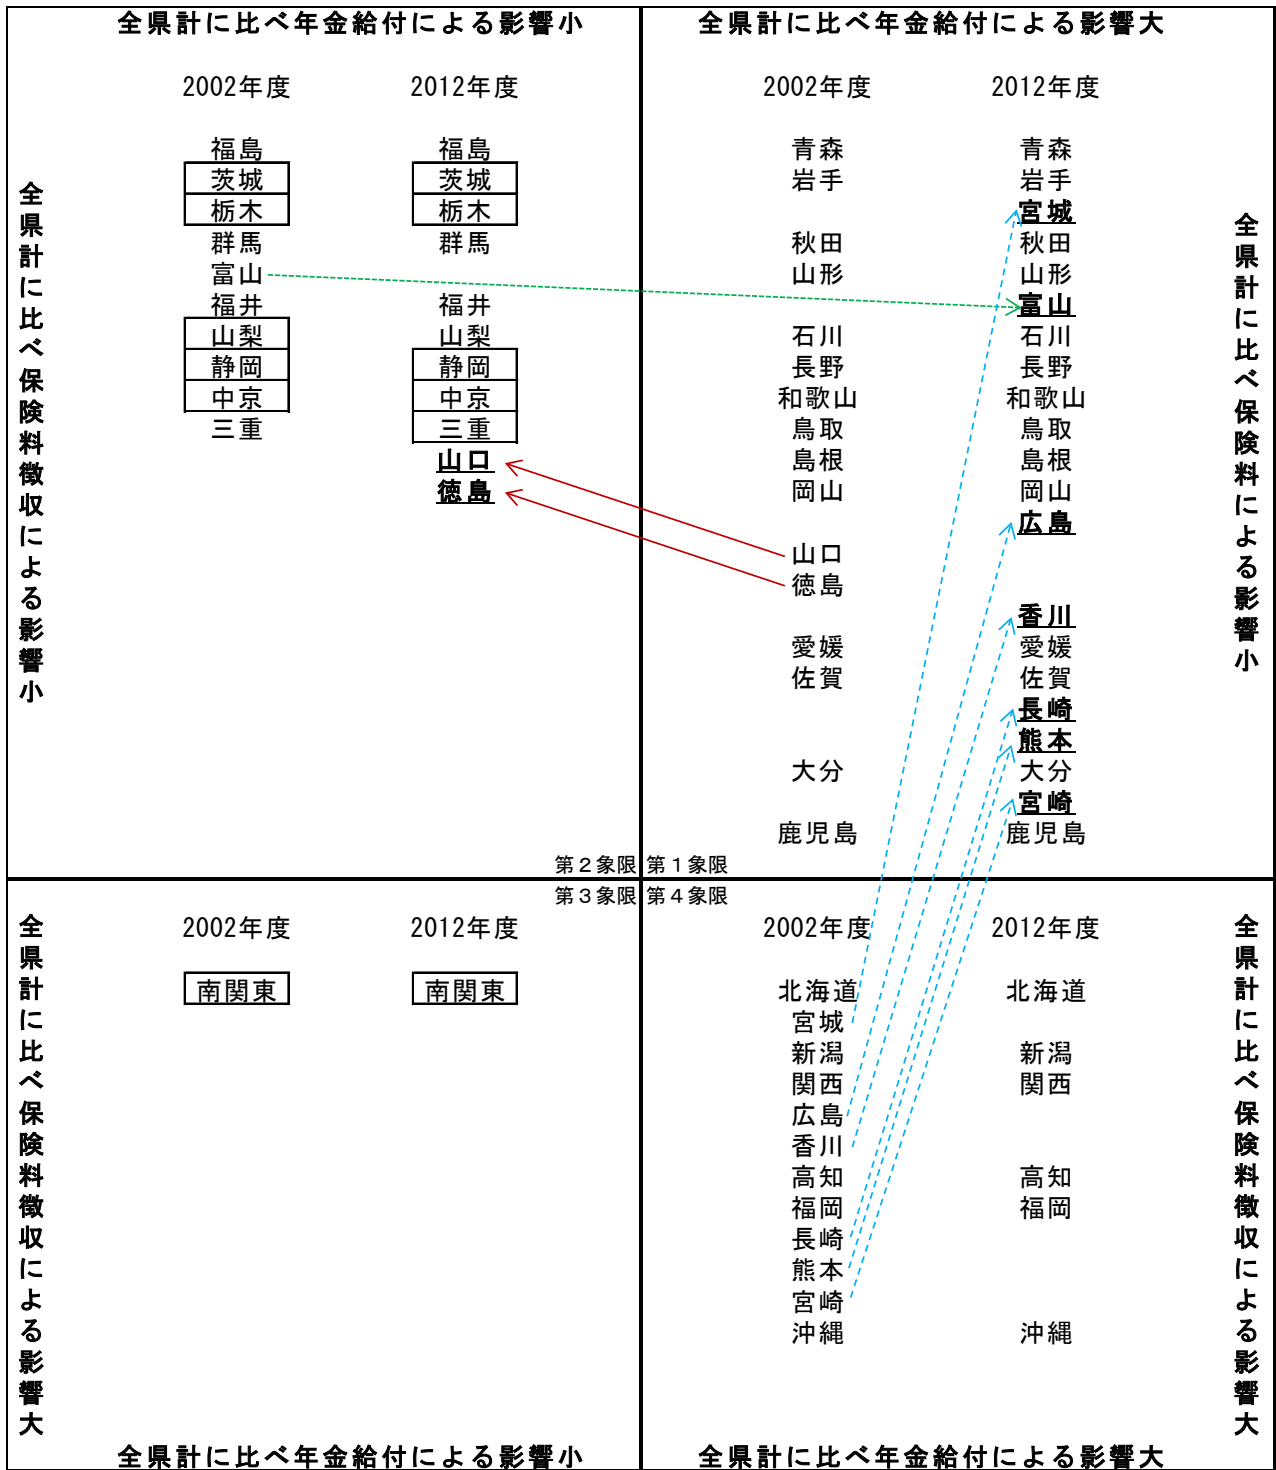 全県計に比べ年金給付による影響小
全県計に比べ年金給付による影響大
全県計に比べ保険料徴収による影響小
2002年度 2012年度
福島 福島
茨城 茨城
栃木 栃木
群馬 群馬
富山
福井 福井
山梨 山梨
静岡 静岡
中京 中京
三重 三重
山口
徳島
第2象限
2002年度 2012年度
青森 青森
岩手 岩手
宮城
秋田 秋田
山形 山形
富山
石川 石川
長野 長野
和歌山 和歌山
鳥取 鳥取
島根 島根
岡山 岡山
広島
山口
徳島
香川
愛媛 愛媛
佐賀 佐賀
長崎
熊本
大分 大分
宮崎
鹿児島 鹿児島
第1象限
全県計に比べ保険料による影響小
全県計に比べ保険料徴収による影響大
第3象限
2002年度 2012年度
南関東 南関東
第4象限
2002年度 2012年度
北海道 北海道
宮城
新潟 新潟
関西 関西
広島
香川
高知 高知
福岡 福岡
長崎
熊本
宮崎
沖縄 沖縄
全県計に比べ保険料徴収による影響大
全県計に比べ年金給付による影響小
全県計に比べ年金給付による影響大